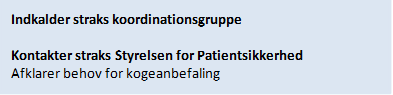 Indkalder straks koordinationsgruppe
Kontakter straks Styrelsen for Patientsikkerhed
Afklarer behov for kogeanbefaling